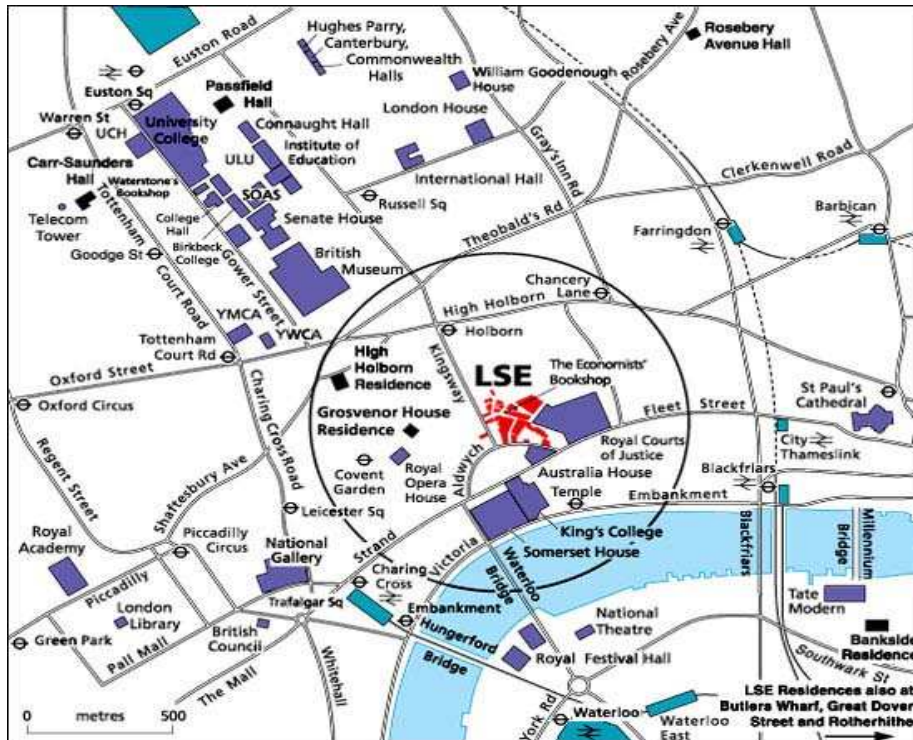 Hughes Parry,
Canterbury,
Commonwealth
Halls
Rosebery
Avenue Hall
Rosebery Ave
Euston Road
Euston Sq
Passfield
Hall
William Goodenough
House
London House
Warren St
UCH
University
College
Connaught Hall
ULU
Institute of
Education
Gray's Inn Rd
Clerkenwell Road
Carr-Saunders
Hall
Waterstone's
Bookshop
SOAS
International Hall
Russell Sq
Barbican
Telecom
Tower
Tottenham
Court Road
College
Hall
Birkbeck
College
Senate House
Theobald's Rd
Farringdon
Goodge St
Gower Street
British
Museum
Chancery
Lane
High Holborn
YMCA
YWCA
Holborn
Tottenham
Court Rd
Oxford Street
High
Holborn
Residence
Kingsway
LSE
The Economists'
Bookshop
St Paul's
Cathedral
Oxford Circus
Charing Cross Road
Grosvenor House
Residence
Fleet Street
Royal Courts
of Justice
City
Thameslink
Regent Street
Shaftesbury Ave
Covent
Garden
Royal
Opera
House
Aldwych
Australia House
Blackfriars
Temple
Embankment
Leicester Sq
Strand
Victoria
King's College
Somerset House
Royal
Academy
Piccadilly
Circus
National
Gallery
Charing
Cross
Waterloo
Bridge
Blackfriars
Millennium
Bridge
Piccadilly
London
Library
Trafalgar Sq
Embankment
National
Theatre
Tate
Modern
Green Park
Pall Mall
British
Council
Hungerford
Bridge
Royal Festival Hall
Bankside
Residence
Southwark St
The Mall
Whitehall
York Rd
Waterloo
Waterloo
East
0 metres 500
LSE Residences also at
Butlers Wharf, Great Dover
Street and Rotherhithe